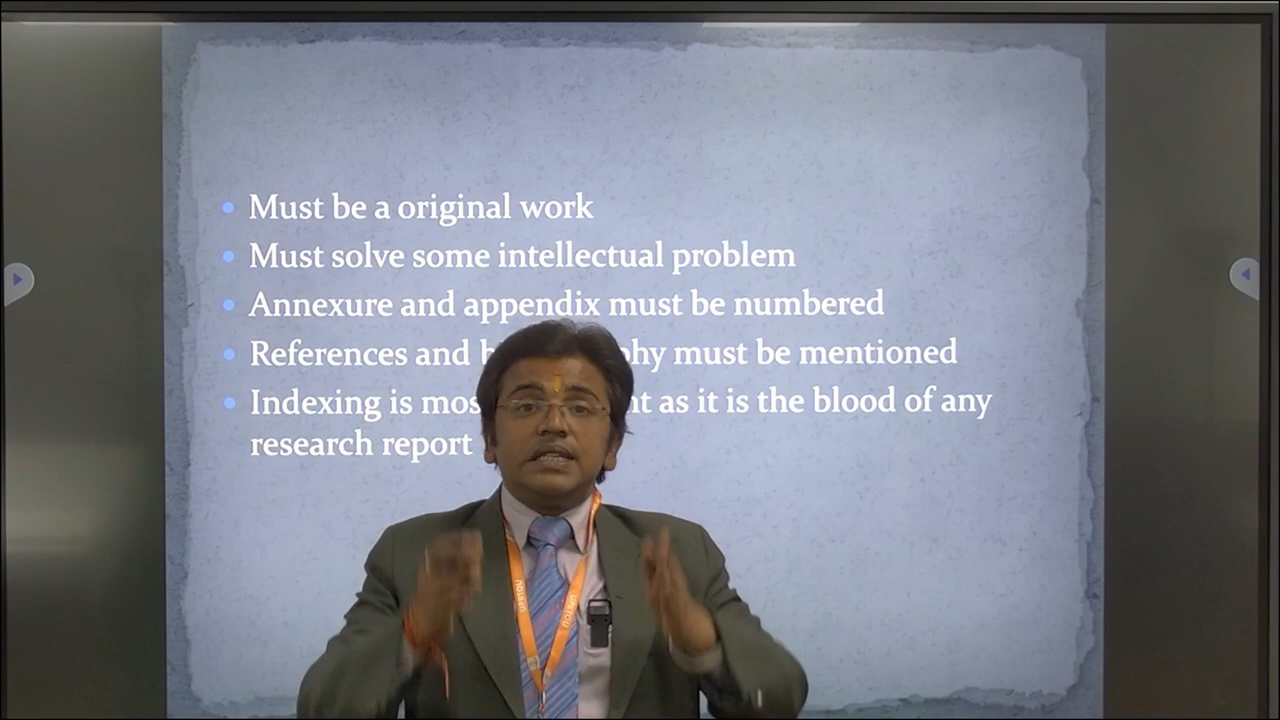 Must be a original work
Must solve some intellectual problem
Annexure and appendix must be numbered
References and must be mentioned
Indexing is as it is the blood of any
research report